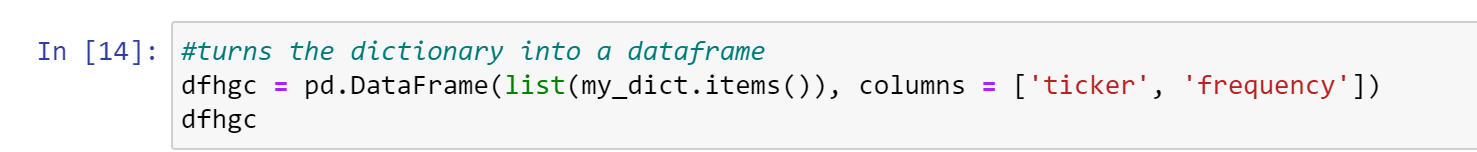 In [14]: #turns the dictionary into a dataframe
dfhgc = pd.DataFrame(list(my_dict.items()), columns = ['ticker', 'frequency'])
dfhgc